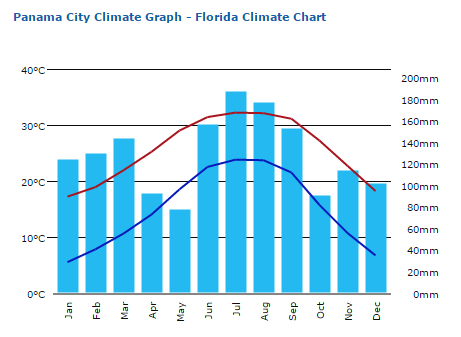 Panama City Climate Graph - Florida Climate Chart
40°C
30°C
20°C
10°C
0°C
200mm
180mm
160mm
140mm
120mm
100mm
80mm
60mm
40mm
20mm
0mm
Jan
Feb
Mar
Apr
May
Jun
Jul
Aug
Sep
Oct
Nov
Dec